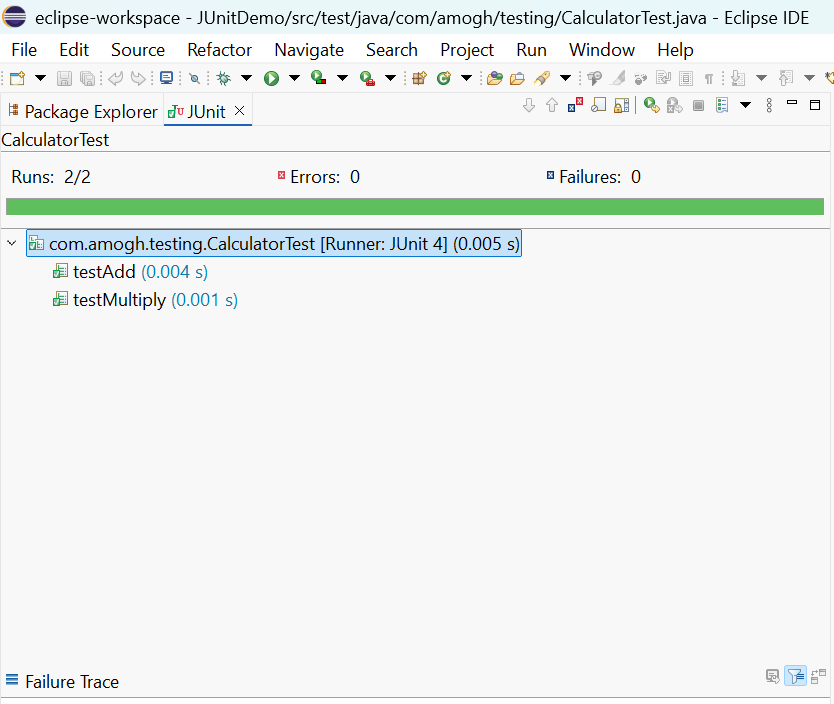 eclipse-workspace - JUnitDemo/src/test/java/com/amogh/testing/CalculatorTest.java - Eclipse IDE
File Edit Source Refactor Navigate Search Project Run Window Help
Package Explorer JUnit
CalculatorTest
Runs: 2/2 Errors: 0 Failures: 0
com.amogh.testing.CalculatorTest [Runner: JUnit 4] (0.005 s)
testAdd (0.004 s)
testMultiply (0.001 s)
Failure Trace